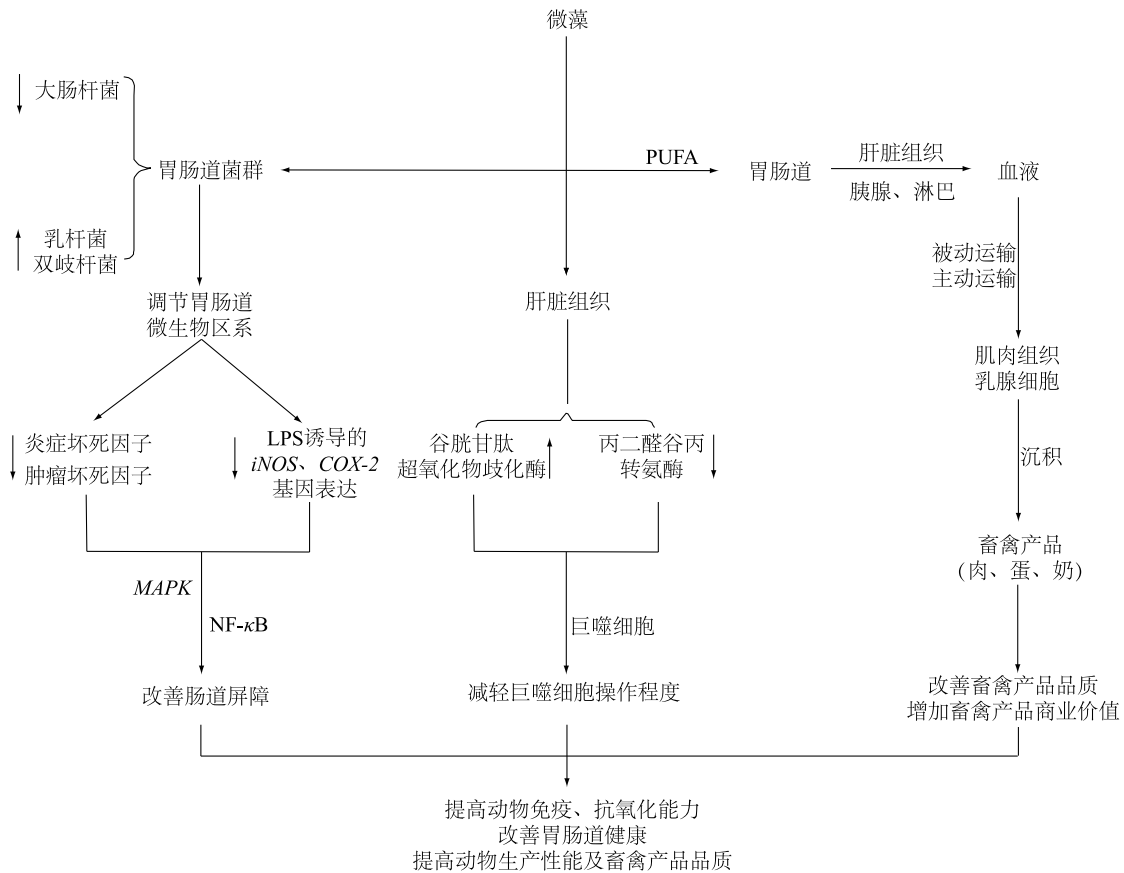 微藻
大肠杆菌
胃肠道菌群
乳杆菌
双岐杆菌
PUFA
胃肠道
肝脏组织
胰腺、淋巴
血液
被动运输
主动运输
调节胃肠道
微生物区系
肝脏组织
肌肉组织
乳腺细胞
炎症坏死因子
肿瘤坏死因子
LPS诱导的
iNOS、COX-2
基因表达
谷胱甘肽
超氧化物歧化酶
丙二醛谷丙
转氨酶
沉积
畜禽产品
(肉、蛋、奶)
MAPK
NF-κB
巨噬细胞
改善肠道屏障
减轻巨噬细胞操作程度
改善畜禽产品品质
增加畜禽产品商业价值
提高动物免疫、抗氧化能力
改善胃肠道健康
提高动物生产性能及畜禽产品品质